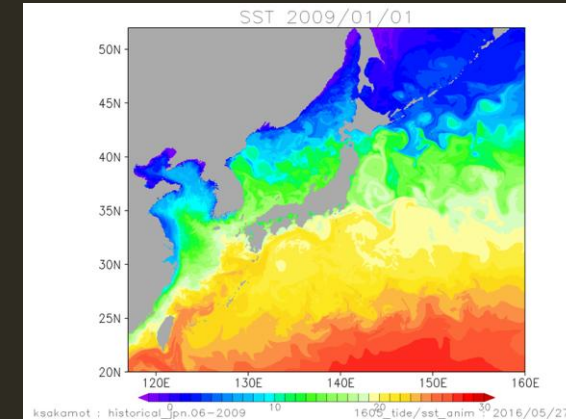 SST 2009/01/01
50N
45N
40N
35N
30N
25N
20N
120E 130E 140E 150E 160E
0 10 20 30
ksakamot : historical_jpn.06-2009 1605_tide/sst_anim : 2016/05/27